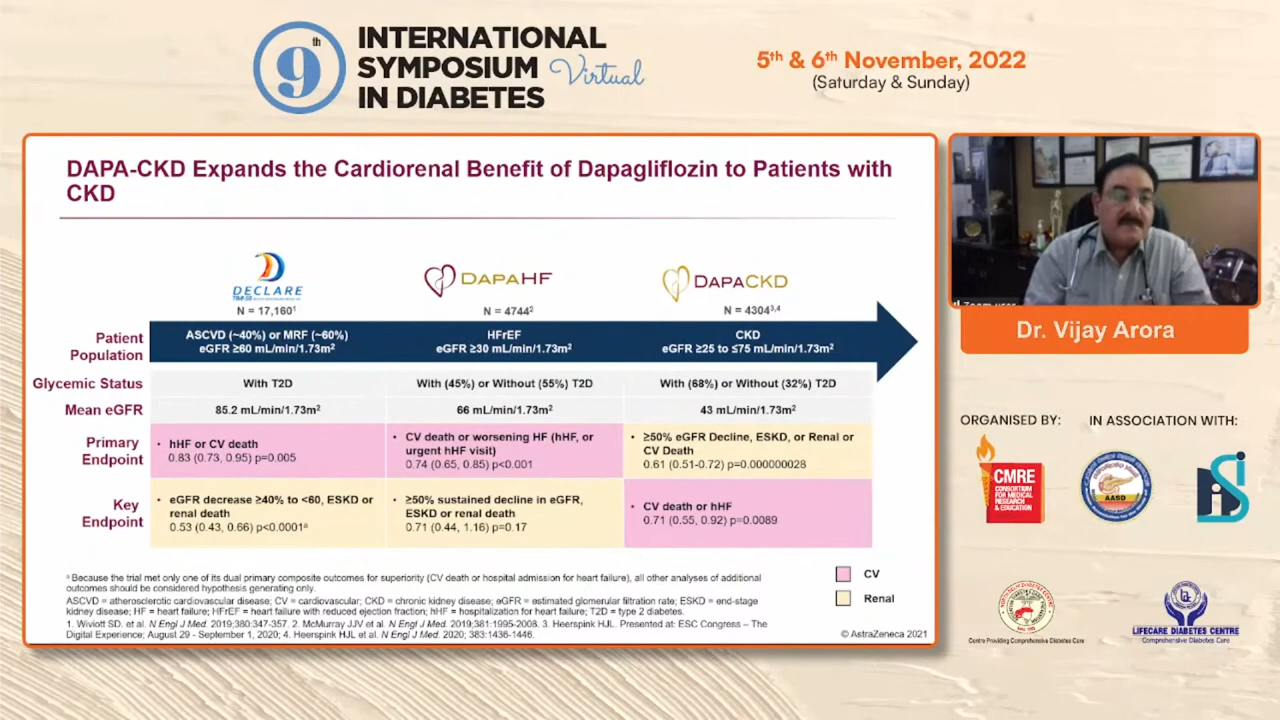 9th
INTERNATIONAL
SYMPOSIUM Virtual
IN DIABETES
5th & 6th November, 2022
(Saturday & Sunday)
DAPA-CKD Expands the Cardiorenal Benefit of Dapagliflozin to Patients with
CKD
DECLARE
TIMI-58
N = 17,160¹
DAPAHF
N = 4744²
DAPACKD
N = 4304³,⁴
Patient
Population
ASCVD (~40%) or MRF (~60%)
eGFR ≥60 mL/min/1.73m²
HFrEF
eGFR ≥30 mL/min/1.73m²
CKD
eGFR ≥25 to ≤75 mL/min/1.73m²
Glycemic Status
With T2D
With (45%) or Without (55%) T2D
With (68%) or Without (32%) T2D
Mean eGFR
85.2 mL/min/1.73m²
66 mL/min/1.73m²
43 mL/min/1.73m²
Primary
Endpoint
• hHF or CV death
0.83 (0.73, 0.95) p=0.005
• CV death or worsening HF (hHF, or
urgent hHF visit)
0.74 (0.65, 0.85) p<0.001
• ≥50% eGFR Decline, ESKD, or Renal or
CV Death
0.61 (0.51-0.72) p=0.000000028
Key
Endpoint
• eGFR decrease ≥40% to <60, ESKD or
renal death
0.53 (0.43, 0.66) p<0.0001ᵃ
• ≥50% sustained decline in eGFR,
ESKD or renal death
0.71 (0.44, 1.16) p=0.17
• CV death or hHF
0.71 (0.55, 0.92) p=0.0089
ᵃ Because the trial met only one of its dual primary composite outcomes for superiority (CV death or hospital admission for heart failure), all other analyses of additional
outcomes should be considered hypothesis generating only.
ASCVD = atherosclerotic cardiovascular disease; CV = cardiovascular; CKD = chronic kidney disease; eGFR = estimated glomerular filtration rate; ESKD = end-stage
kidney disease; HF = heart failure; HFrEF = heart failure with reduced ejection fraction; hHF = hospitalization for heart failure; T2D = type 2 diabetes.
1. Wiviott SD. et al. N Engl J Med. 2019;380:347-357. 2. McMurray JJV et al. N Engl J Med. 2019;381:1995-2008. 3. Heerspink HJL. Presented at: ESC Congress – The
Digital Experience; August 29 - September 1, 2020; 4. Heerspink HJL et al. N Engl J Med. 2020; 383:1436-1446.
CV
Renal
© AstraZeneca 2021
Zoom user
Dr. Vijay Arora
ORGANISED BY:
IN ASSOCIATION WITH:
CMRE
CONSORTIUM
FOR MEDICAL
RESEARCH
& EDUCATION
AASD
Centre Providing Comprehensive Diabetes Care
LIFECARE DIABETES CENTRE
Comprehensive Diabetes Care